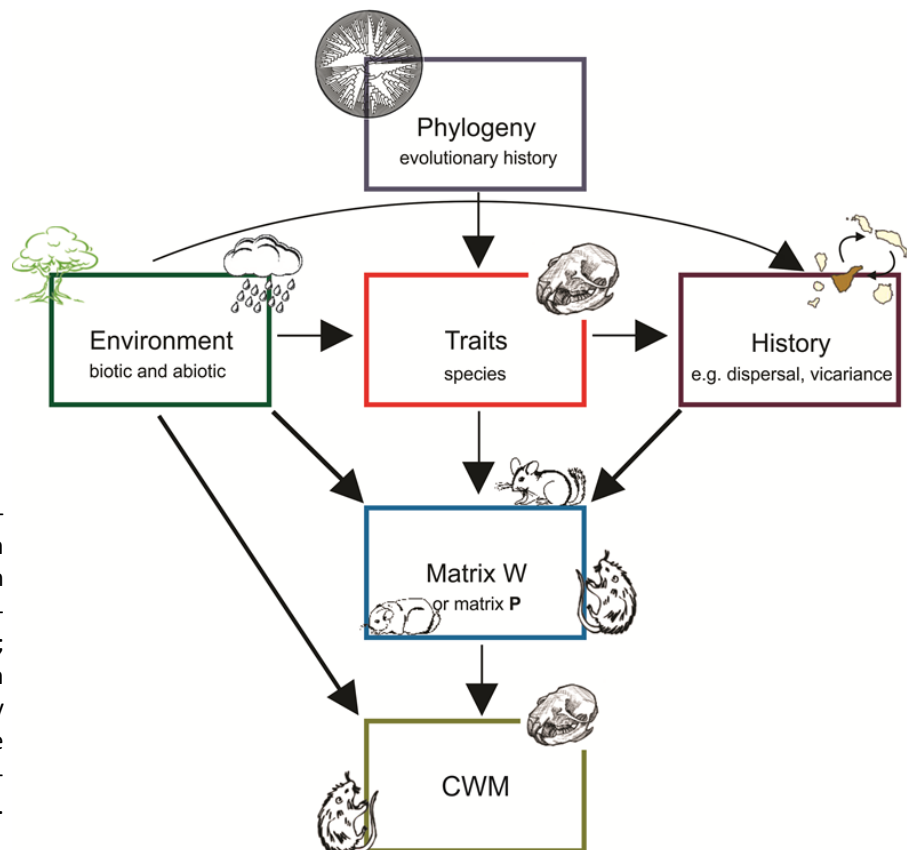 Phylogeny
evolutionary history
Environment
biotic and abiotic
Traits
species
History
e.g. dispersal, vicariance
Matrix W
or matrix P
CWM